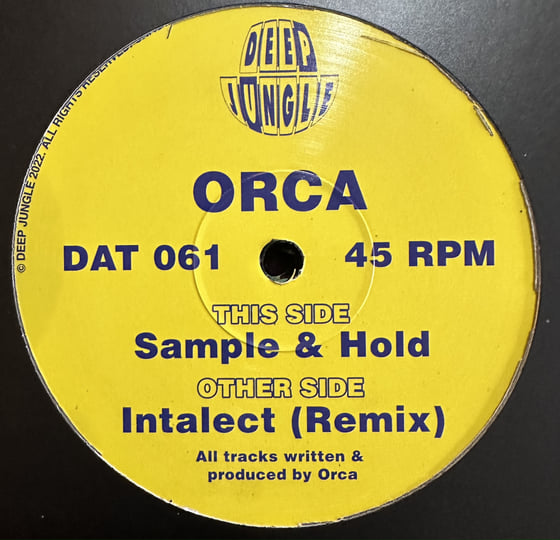 DEEP
JUNGLE
ORCA
DAT 061
45 RPM
THIS SIDE
Sample & Hold
OTHER SIDE
Intalect (Remix)
All tracks written &
produced by Orca
© DEEP JUNGLE 2022. ALL RIGHTS RESERVED